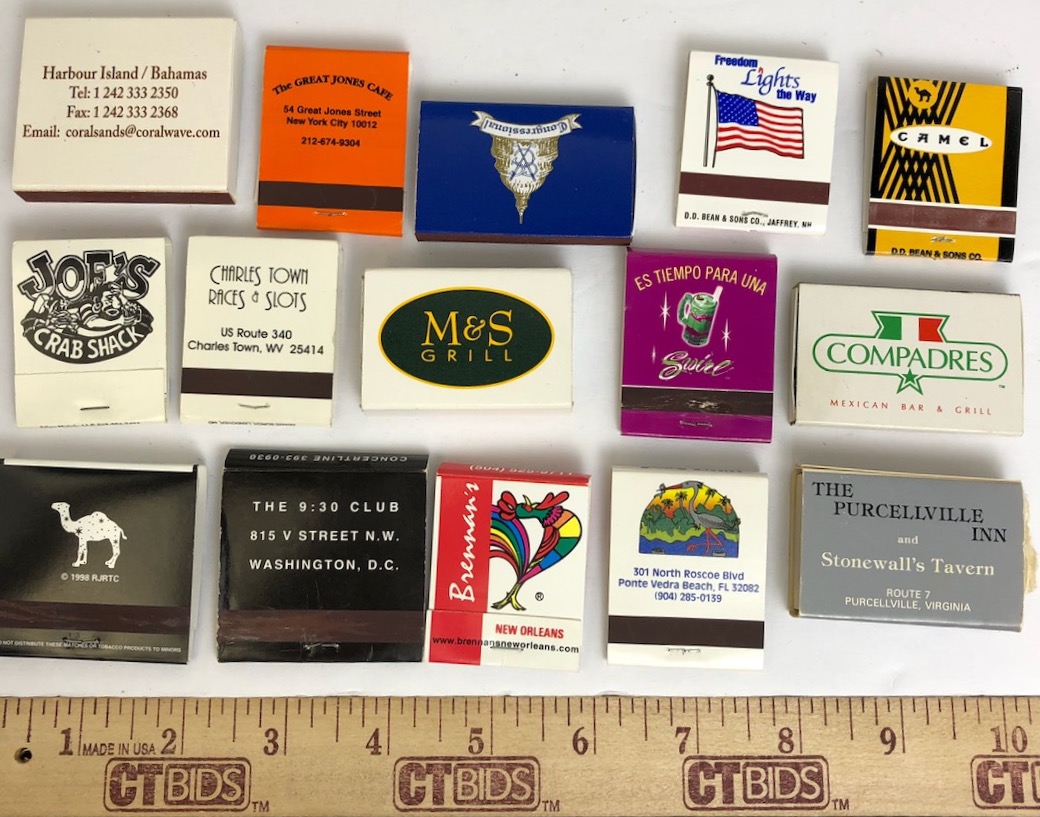 Harbour Island / Bahamas
Tel: 1 242 333 2350
Fax: 1 242 333 2368
Email: coralsands@coralwave.com
The GREAT JONES CAFE
54 Great Jones Street
New York City 10012
212-674-9304
Congressional
Freedom
Lights
the Way
D.D. BEAN & SONS CO., JAFFREY, NH
CAMEL
D.D. BEAN & SONS CO.
JOE'S
CRAB SHACK
CHARLES TOWN
RACES & SLOTS
US Route 340
Charles Town, WV 25414
M&S
GRILL
ES TIEMPO PARA UNA
Swirl
COMPADRES
TM
MEXICAN BAR & GRILL
© 1998 RJRTC
DO NOT DISTRIBUTE THESE MATCHES OR TOBACCO PRODUCTS TO MINORS
CONCERTLINE 393-0930
THE 9:30 CLUB
815 V STREET N.W.
WASHINGTON, D.C.
Brennan's
®
NEW ORLEANS
www.brennansneworleans.com
301 North Roscoe Blvd
Ponte Vedra Beach, FL 32082
(904) 285-0139
THE
PURCELLVILLE
INN
and
Stonewall's Tavern
ROUTE 7
PURCELLVILLE, VIRGINIA
1 MADE IN USA 2 3 4 5 6 7 8 9 10
CTBIDS TM CTBIDS TM CTBIDS TM CTB